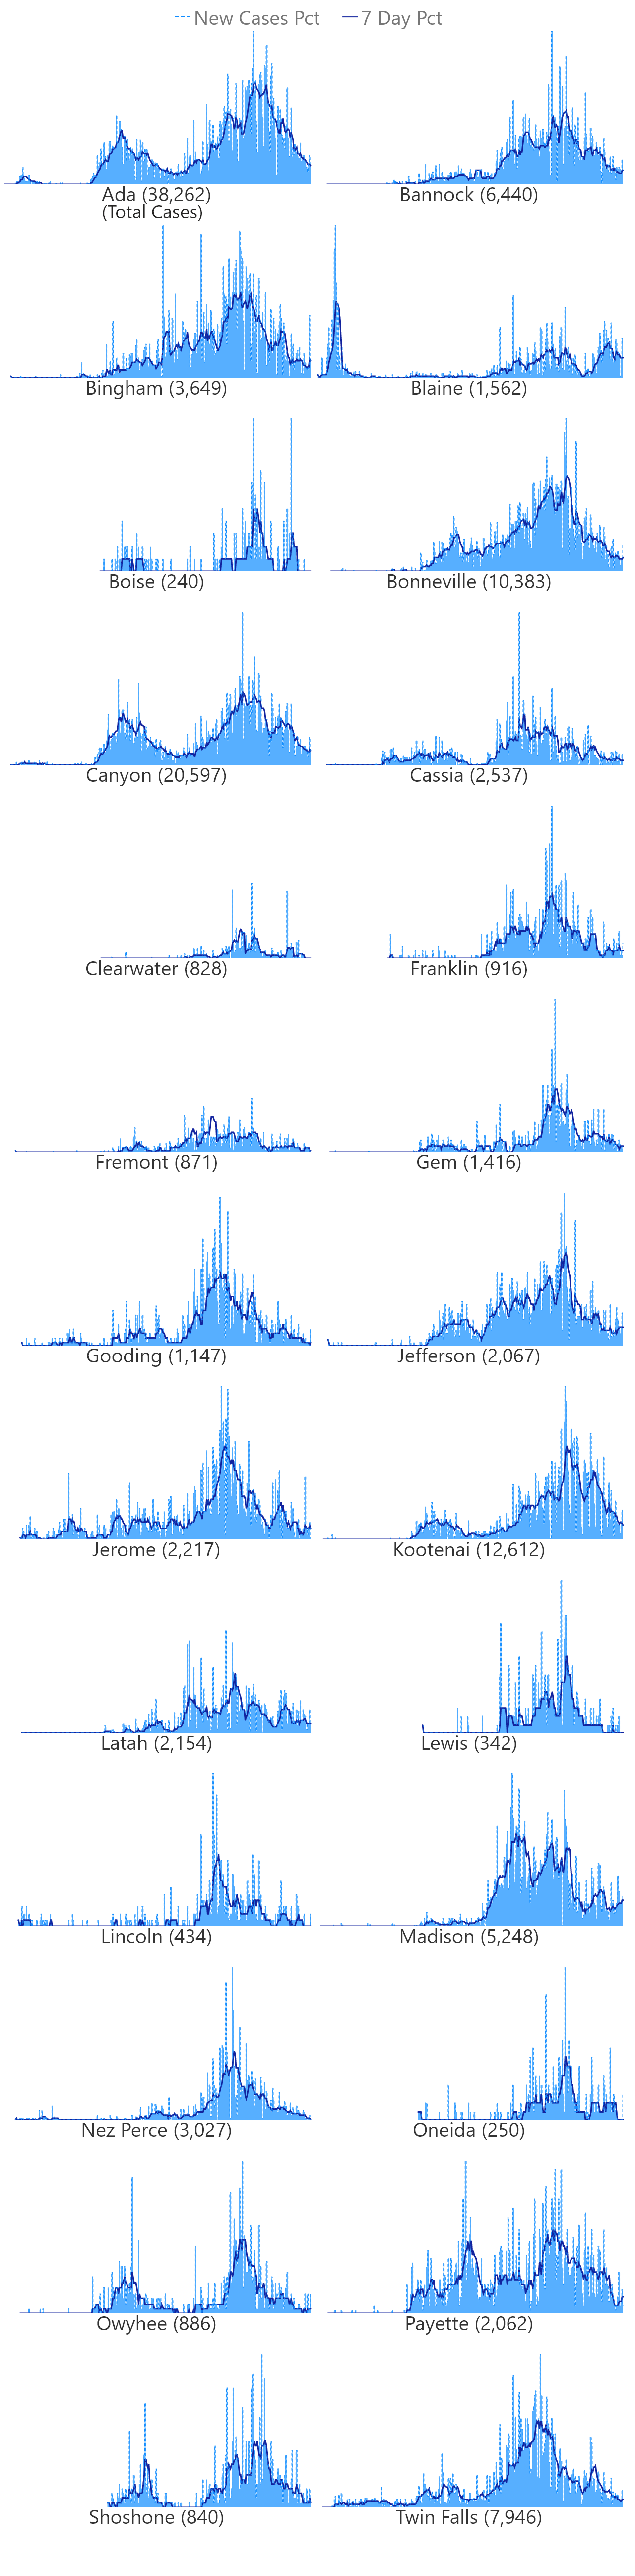 New Cases Pct 7 Day Pct
Ada (38,262) Bannock (6,440)
(Total Cases)
Bingham (3,649) Blaine (1,562)
Boise (240) Bonneville (10,383)
Canyon (20,597) Cassia (2,537)
Clearwater (828) Franklin (916)
Fremont (871) Gem (1,416)
Gooding (1,147) Jefferson (2,067)
Jerome (2,217) Kootenai (12,612)
Latah (2,154) Lewis (342)
Lincoln (434) Madison (5,248)
Nez Perce (3,027) Oneida (250)
Owyhee (886) Payette (2,062)
Shoshone (840) Twin Falls (7,946)